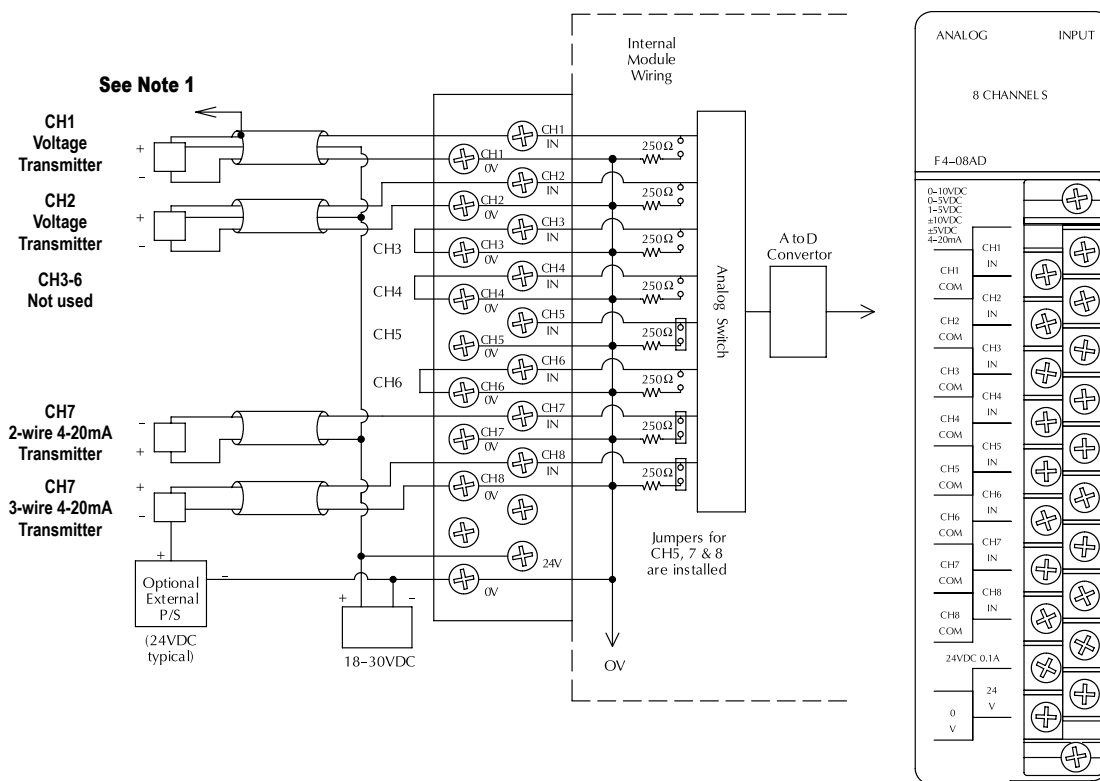 See Note 1
CH1
Voltage
Transmitter
+
–
CH2
Voltage
Transmitter
+
–
CH3-6
Not used
CH7
2-wire 4-20mA
Transmitter
–
+
CH7
3-wire 4-20mA
Transmitter
+
–
+
–
Optional
External
P/S
(24VDC
typical)
+
–
18–30VDC
CH3
CH4
CH5
CH6
CH1
IN
CH1
0V
CH2
IN
CH2
0V
CH3
IN
CH3
0V
CH4
IN
CH4
0V
CH5
IN
CH5
0V
CH6
IN
CH6
0V
CH7
IN
CH7
0V
CH8
IN
CH8
0V
24V
0V
Internal
Module
Wiring
250Ω
250Ω
250Ω
250Ω
250Ω
250Ω
250Ω
250Ω
Analog Switch
A to D
Convertor
Jumpers for
CH5, 7 & 8
are installed
OV
ANALOG INPUT
8 CHANNELS
F4–08AD
0–10VDC
0–5VDC
1–5VDC
±10VDC
±5VDC
4–20mA
CH1
IN
CH1
COM
CH2
IN
CH2
COM
CH3
IN
CH3
COM
CH4
IN
CH4
COM
CH5
IN
CH5
COM
CH6
IN
CH6
COM
CH7
IN
CH7
COM
CH8
IN
CH8
COM
24VDC 0.1A
24
V
0
V